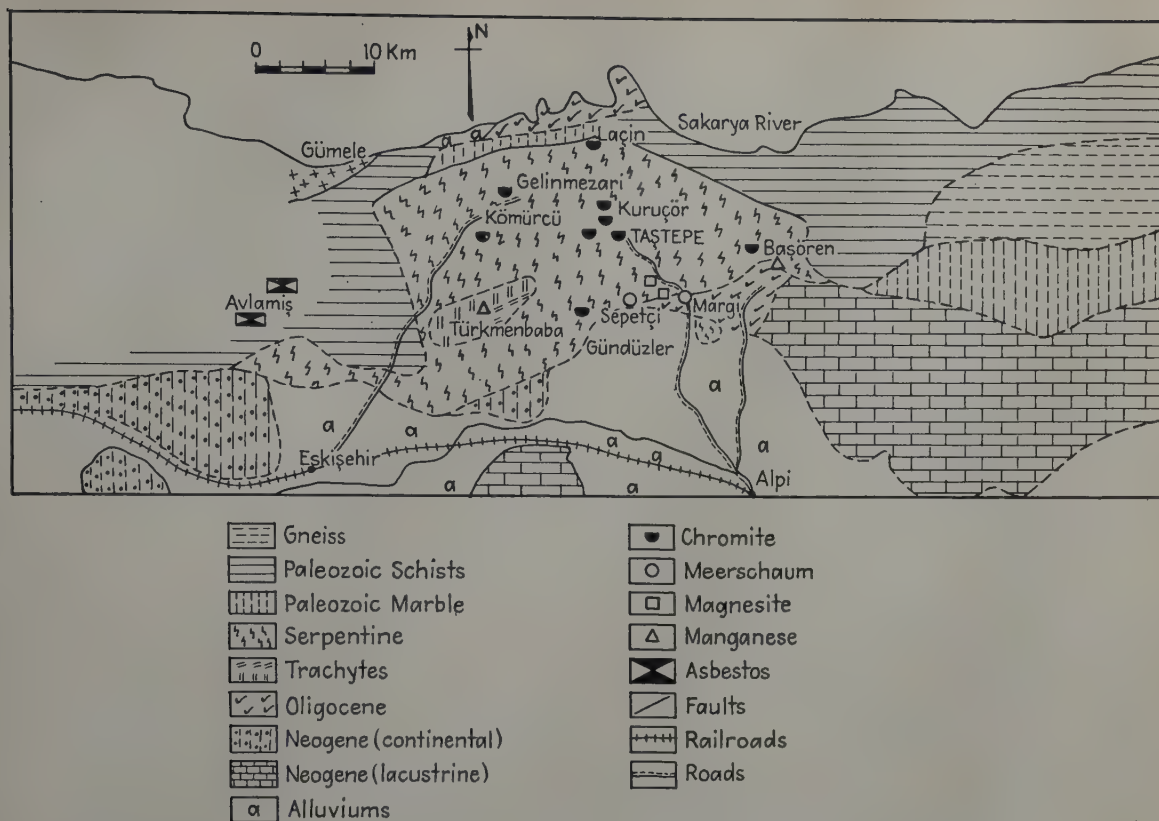 N
0 10 Km
Sakarya River
a a Laçin
Gümele
Gelinmezari
Kömürcü
Kuruçör
TAŞTEPE
Başören
Avlamiş
Türkmenbaba
Sepetçi
Margi
Gündüzler
a
a
a
a
a
Eskişehir
a
a
Alpi
a
a
Gneiss
Paleozoic Schists
Paleozoic Marble
Serpentine
Trachytes
Oligocene
Neogene (continental)
Neogene (lacustrine)
a Alluviums
Chromite
Meerschaum
Magnesite
Manganese
Asbestos
Faults
Railroads
Roads